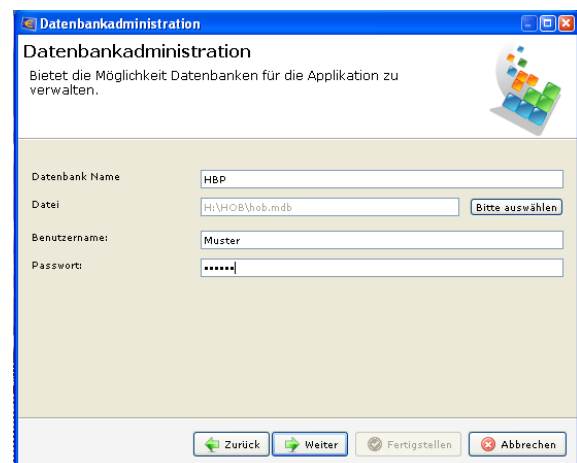 Datenbankadministration
Datenbankadministration
Bietet die Möglichkeit Datenbanken für die Applikation zu
verwalten.
Datenbank Name HBP
Datei H:\HOB\hob.mdb Bitte auswählen
Benutzername: Muster
Passwort: ••••••
Zurück Weiter Fertigstellen Abbrechen